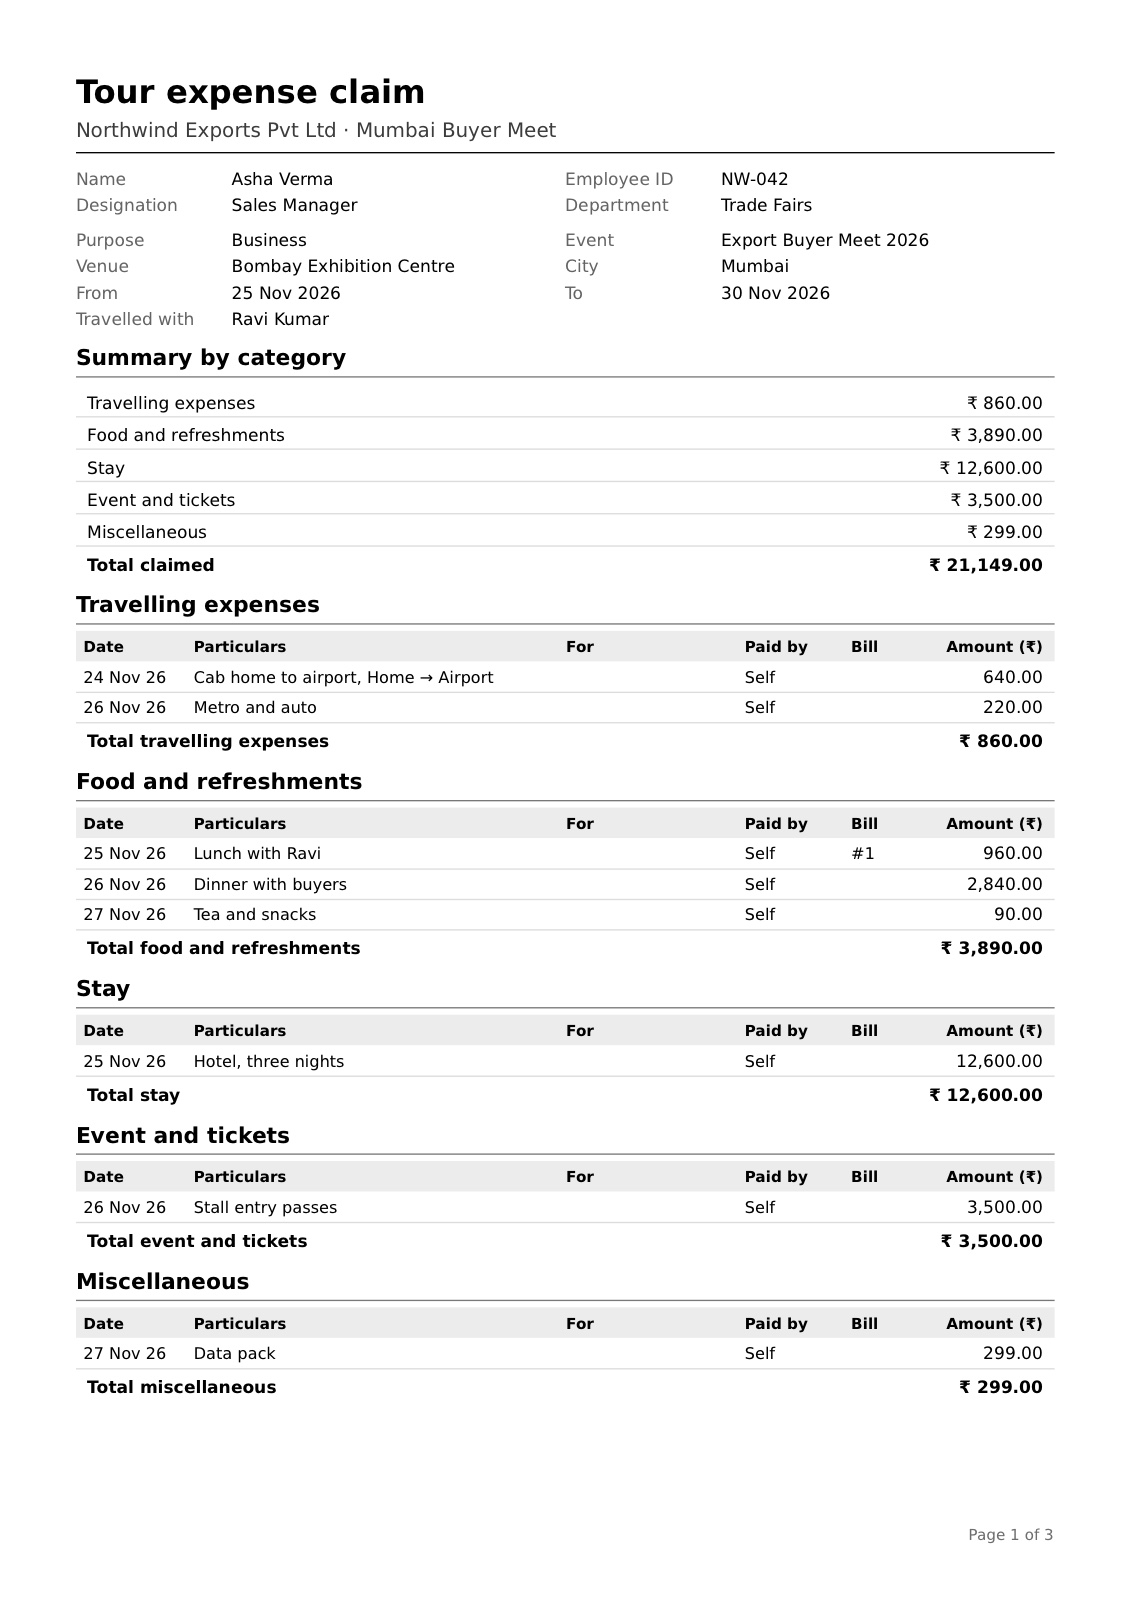 Tour expense claim
Northwind Exports Pvt Ltd · Mumbai Buyer Meet
Name Asha Verma Employee ID NW-042
Designation Sales Manager Department Trade Fairs
Purpose Business Event Export Buyer Meet 2026
Venue Bombay Exhibition Centre City Mumbai
From 25 Nov 2026 To 30 Nov 2026
Travelled with Ravi Kumar
Summary by category
Travelling expenses ₹ 860.00
Food and refreshments ₹ 3,890.00
Stay ₹ 12,600.00
Event and tickets ₹ 3,500.00
Miscellaneous ₹ 299.00
Total claimed ₹ 21,149.00
Travelling expenses
Date Particulars For Paid by Bill Amount (₹)
24 Nov 26 Cab home to airport, Home → Airport Self 640.00
26 Nov 26 Metro and auto Self 220.00
Total travelling expenses ₹ 860.00
Food and refreshments
Date Particulars For Paid by Bill Amount (₹)
25 Nov 26 Lunch with Ravi Self #1 960.00
26 Nov 26 Dinner with buyers Self 2,840.00
27 Nov 26 Tea and snacks Self 90.00
Total food and refreshments ₹ 3,890.00
Stay
Date Particulars For Paid by Bill Amount (₹)
25 Nov 26 Hotel, three nights Self 12,600.00
Total stay ₹ 12,600.00
Event and tickets
Date Particulars For Paid by Bill Amount (₹)
26 Nov 26 Stall entry passes Self 3,500.00
Total event and tickets ₹ 3,500.00
Miscellaneous
Date Particulars For Paid by Bill Amount (₹)
27 Nov 26 Data pack Self 299.00
Total miscellaneous ₹ 299.00
Page 1 of 3